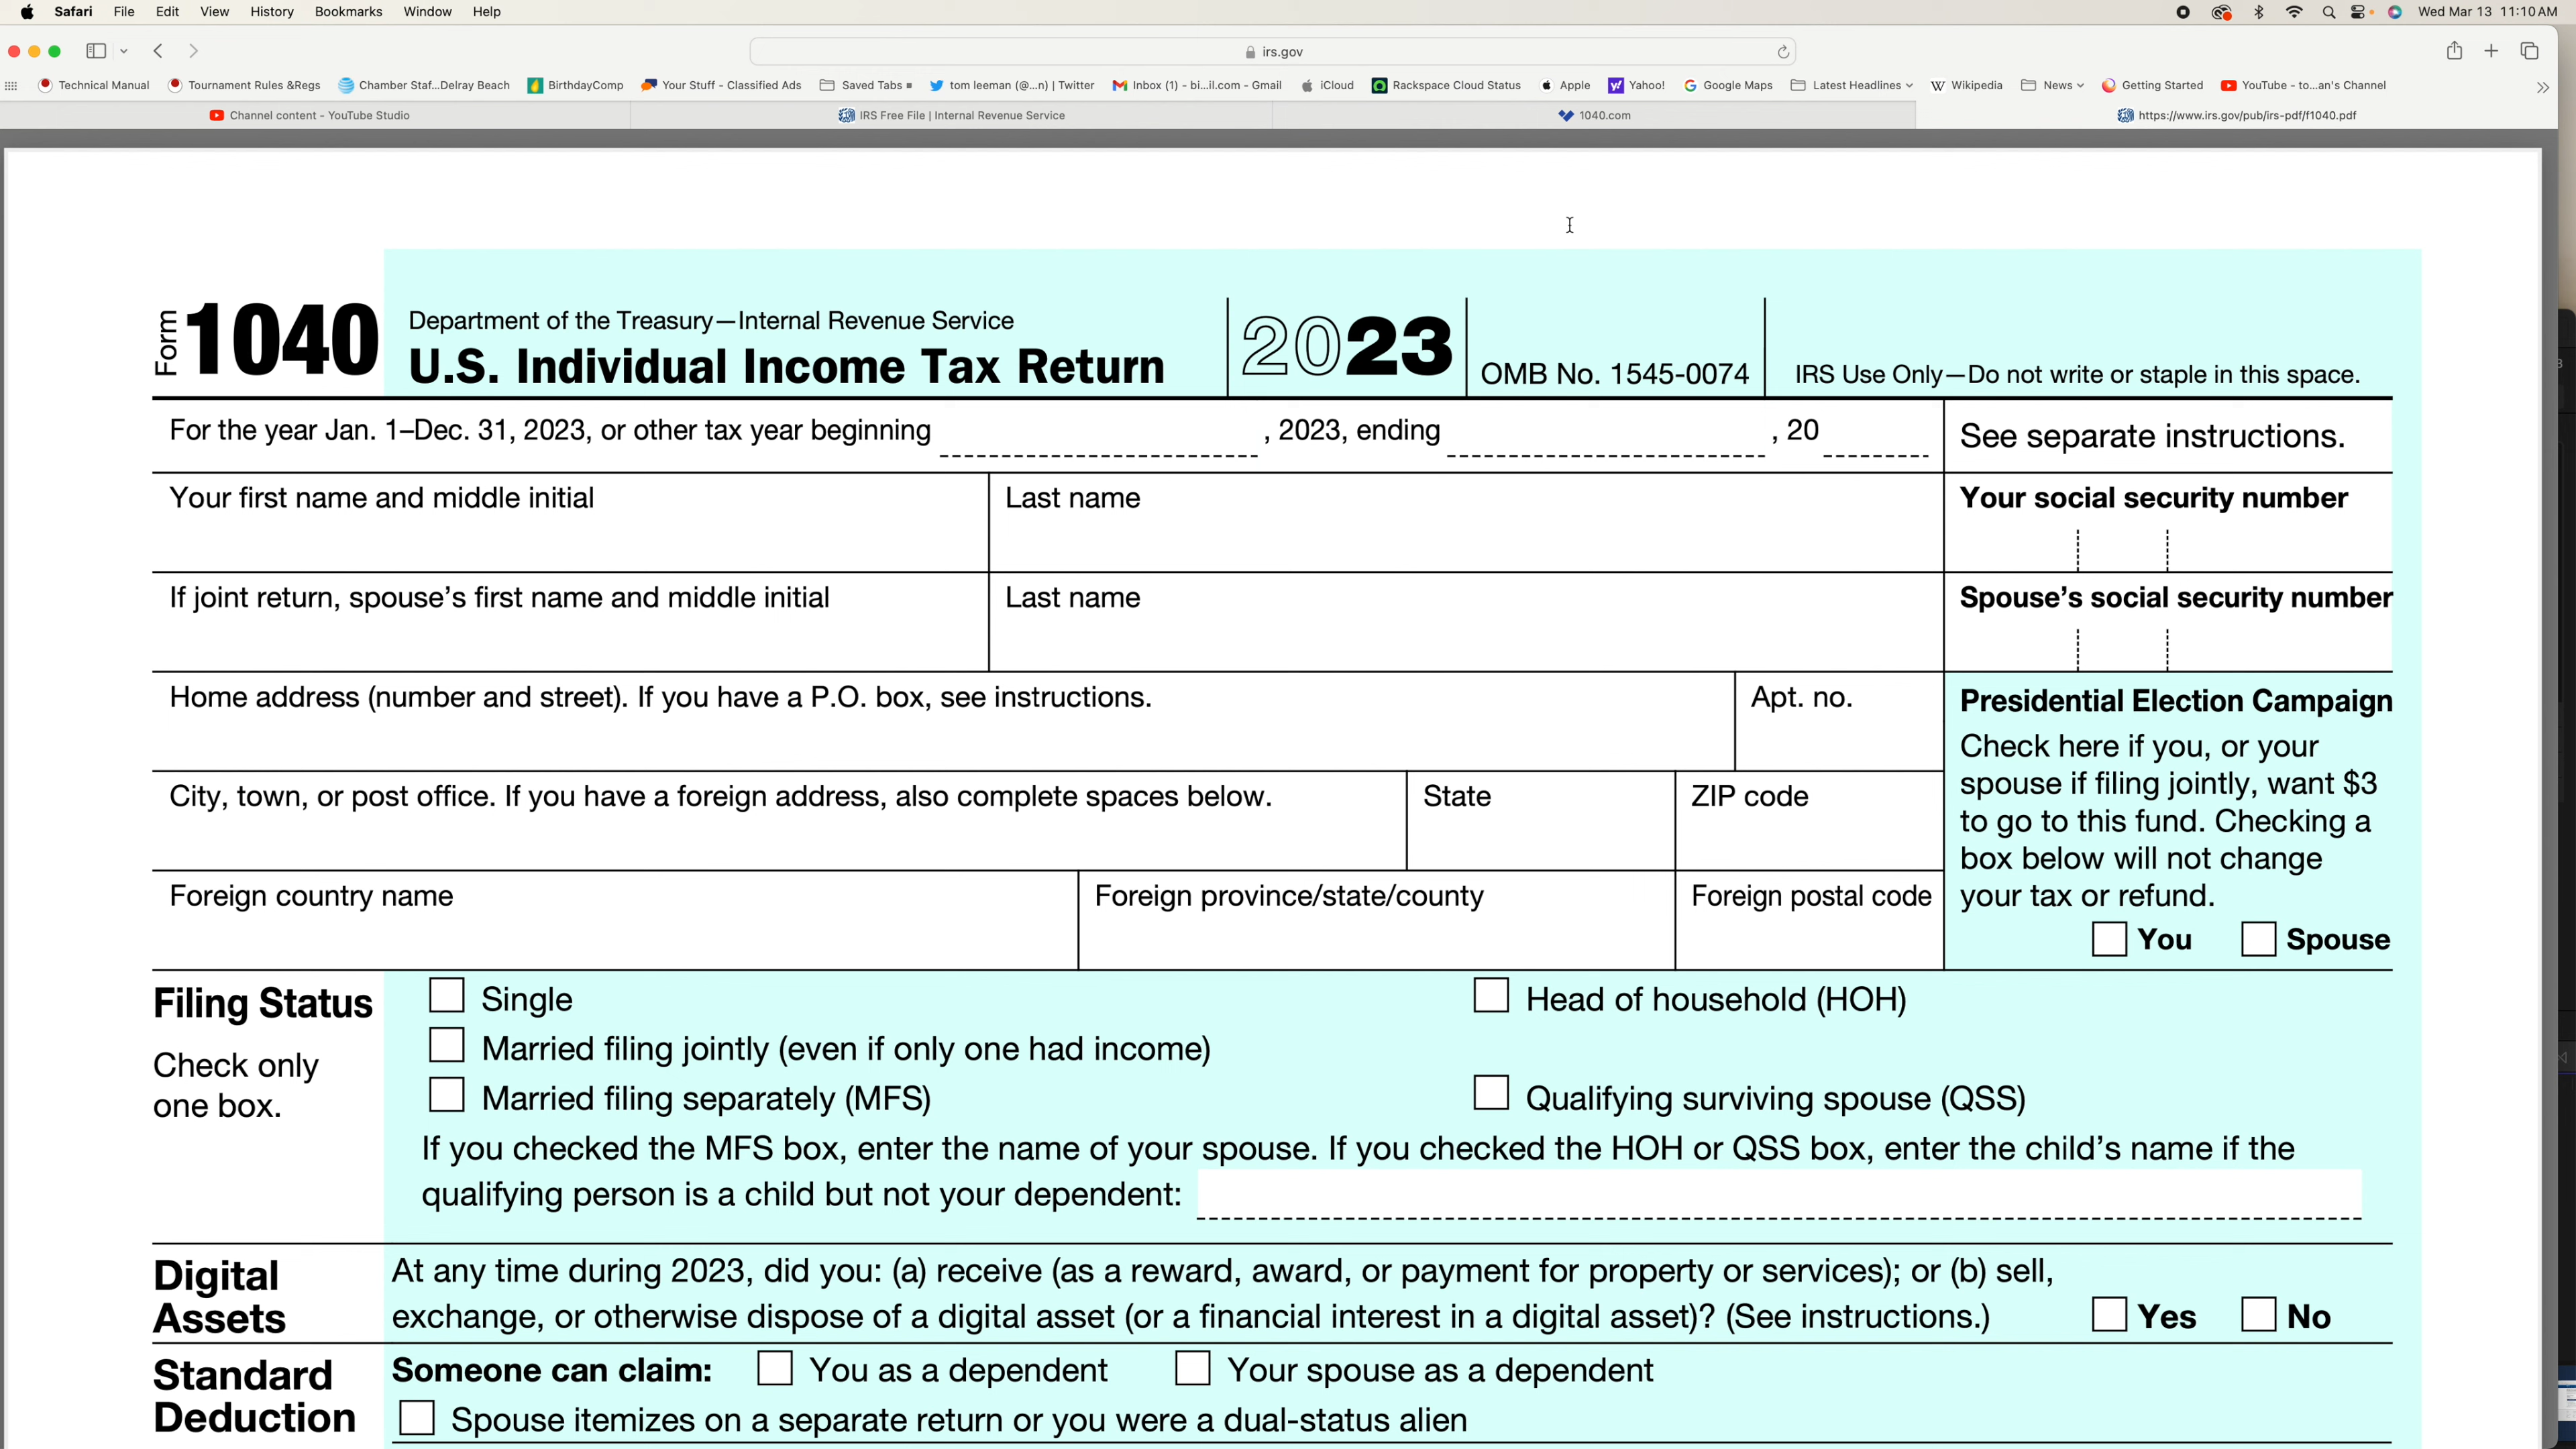 Safari File Edit View History Bookmarks Window Help Wed Mar 13 11:10 AM
irs.gov
Technical Manual Tournament Rules &Regs Chamber Staf...Delray Beach BirthdayComp Your Stuff - Classified Ads Saved Tabs tom leeman (@...n) | Twitter Inbox (1) - bi...il.com - Gmail iCloud Rackspace Cloud Status Apple Yahoo! Google Maps Latest Headlines Wikipedia News Getting Started YouTube - to...an's Channel
Channel content - YouTube Studio IRS Free File | Internal Revenue Service 1040.com https://www.irs.gov/pub/irs-pdf/f1040.pdf
Form 1040 Department of the Treasury—Internal Revenue Service
U.S. Individual Income Tax Return 2023 OMB No. 1545-0074 IRS Use Only—Do not write or staple in this space.
For the year Jan. 1–Dec. 31, 2023, or other tax year beginning , 2023, ending , 20 See separate instructions.
Your first name and middle initial Last name Your social security number
If joint return, spouse’s first name and middle initial Last name Spouse’s social security number
Home address (number and street). If you have a P.O. box, see instructions. Apt. no.
City, town, or post office. If you have a foreign address, also complete spaces below. State ZIP code
Foreign country name Foreign province/state/county Foreign postal code
Presidential Election Campaign
Check here if you, or your
spouse if filing jointly, want $3
to go to this fund. Checking a
box below will not change
your tax or refund.
You Spouse
Filing Status
Check only
one box.
Single Head of household (HOH)
Married filing jointly (even if only one had income)
Married filing separately (MFS) Qualifying surviving spouse (QSS)
If you checked the MFS box, enter the name of your spouse. If you checked the HOH or QSS box, enter the child’s name if the
qualifying person is a child but not your dependent:
Digital
Assets
At any time during 2023, did you: (a) receive (as a reward, award, or payment for property or services); or (b) sell,
exchange, or otherwise dispose of a digital asset (or a financial interest in a digital asset)? (See instructions.) Yes No
Standard
Deduction
Someone can claim: You as a dependent Your spouse as a dependent
Spouse itemizes on a separate return or you were a dual-status alien